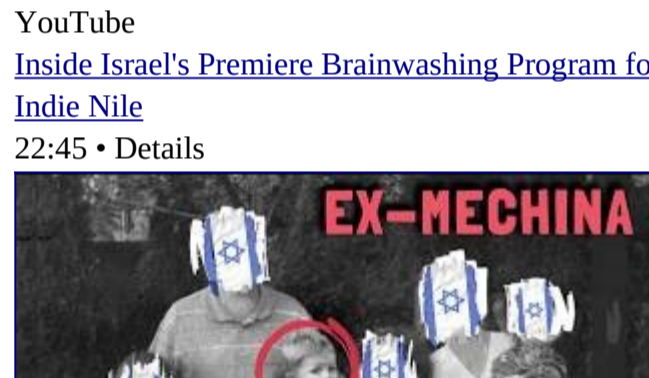 YouTube
Inside Israel's Premiere Brainwashing Program fo
Indie Nile
22:45 • Details
EX-MECHINA